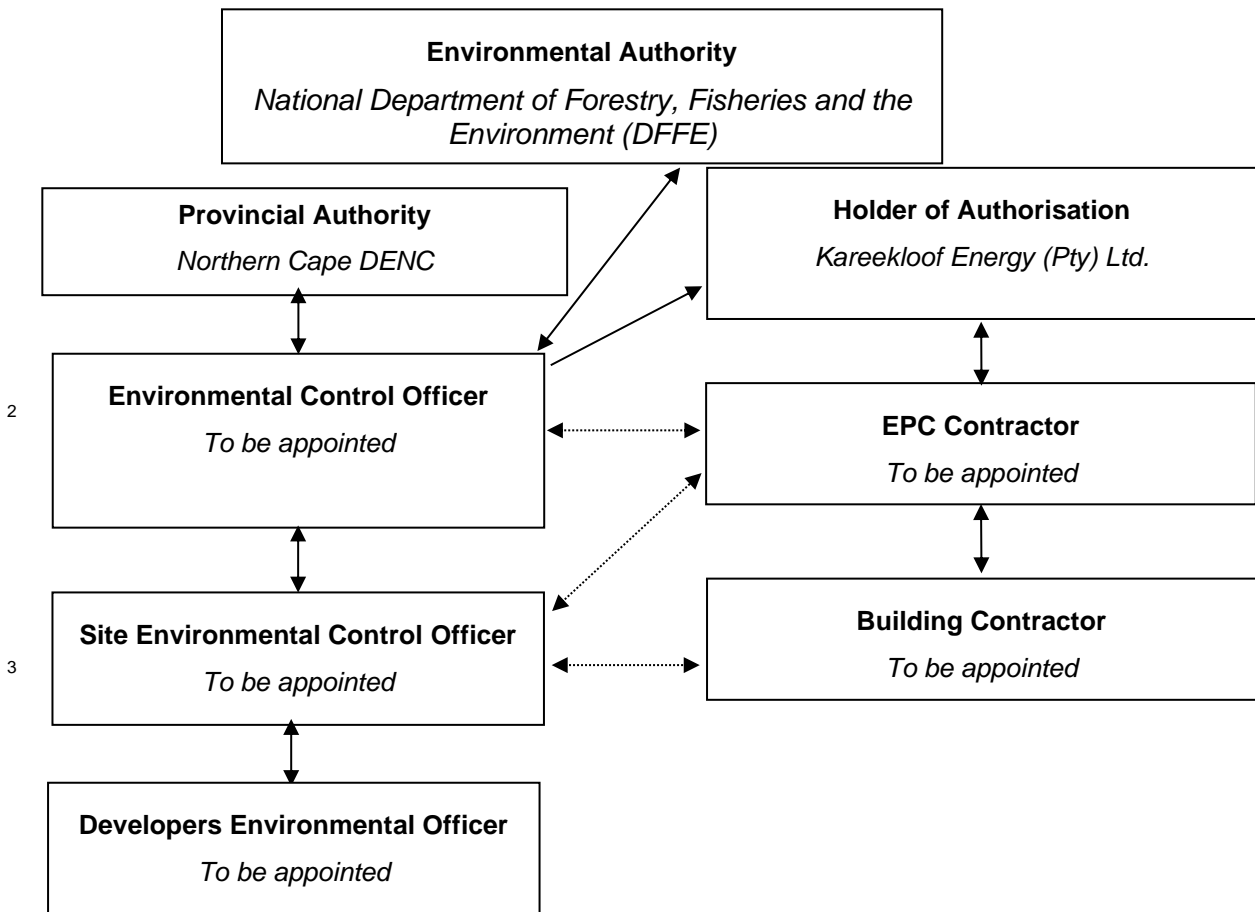 Environmental Authority
National Department of Forestry, Fisheries and the
Environment (DFFE)
Provincial Authority
Northern Cape DENC
Holder of Authorisation
Kareekloof Energy (Pty) Ltd.
2
Environmental Control Officer
To be appointed
EPC Contractor
To be appointed
3
Site Environmental Control Officer
To be appointed
Building Contractor
To be appointed
Developers Environmental Officer
To be appointed